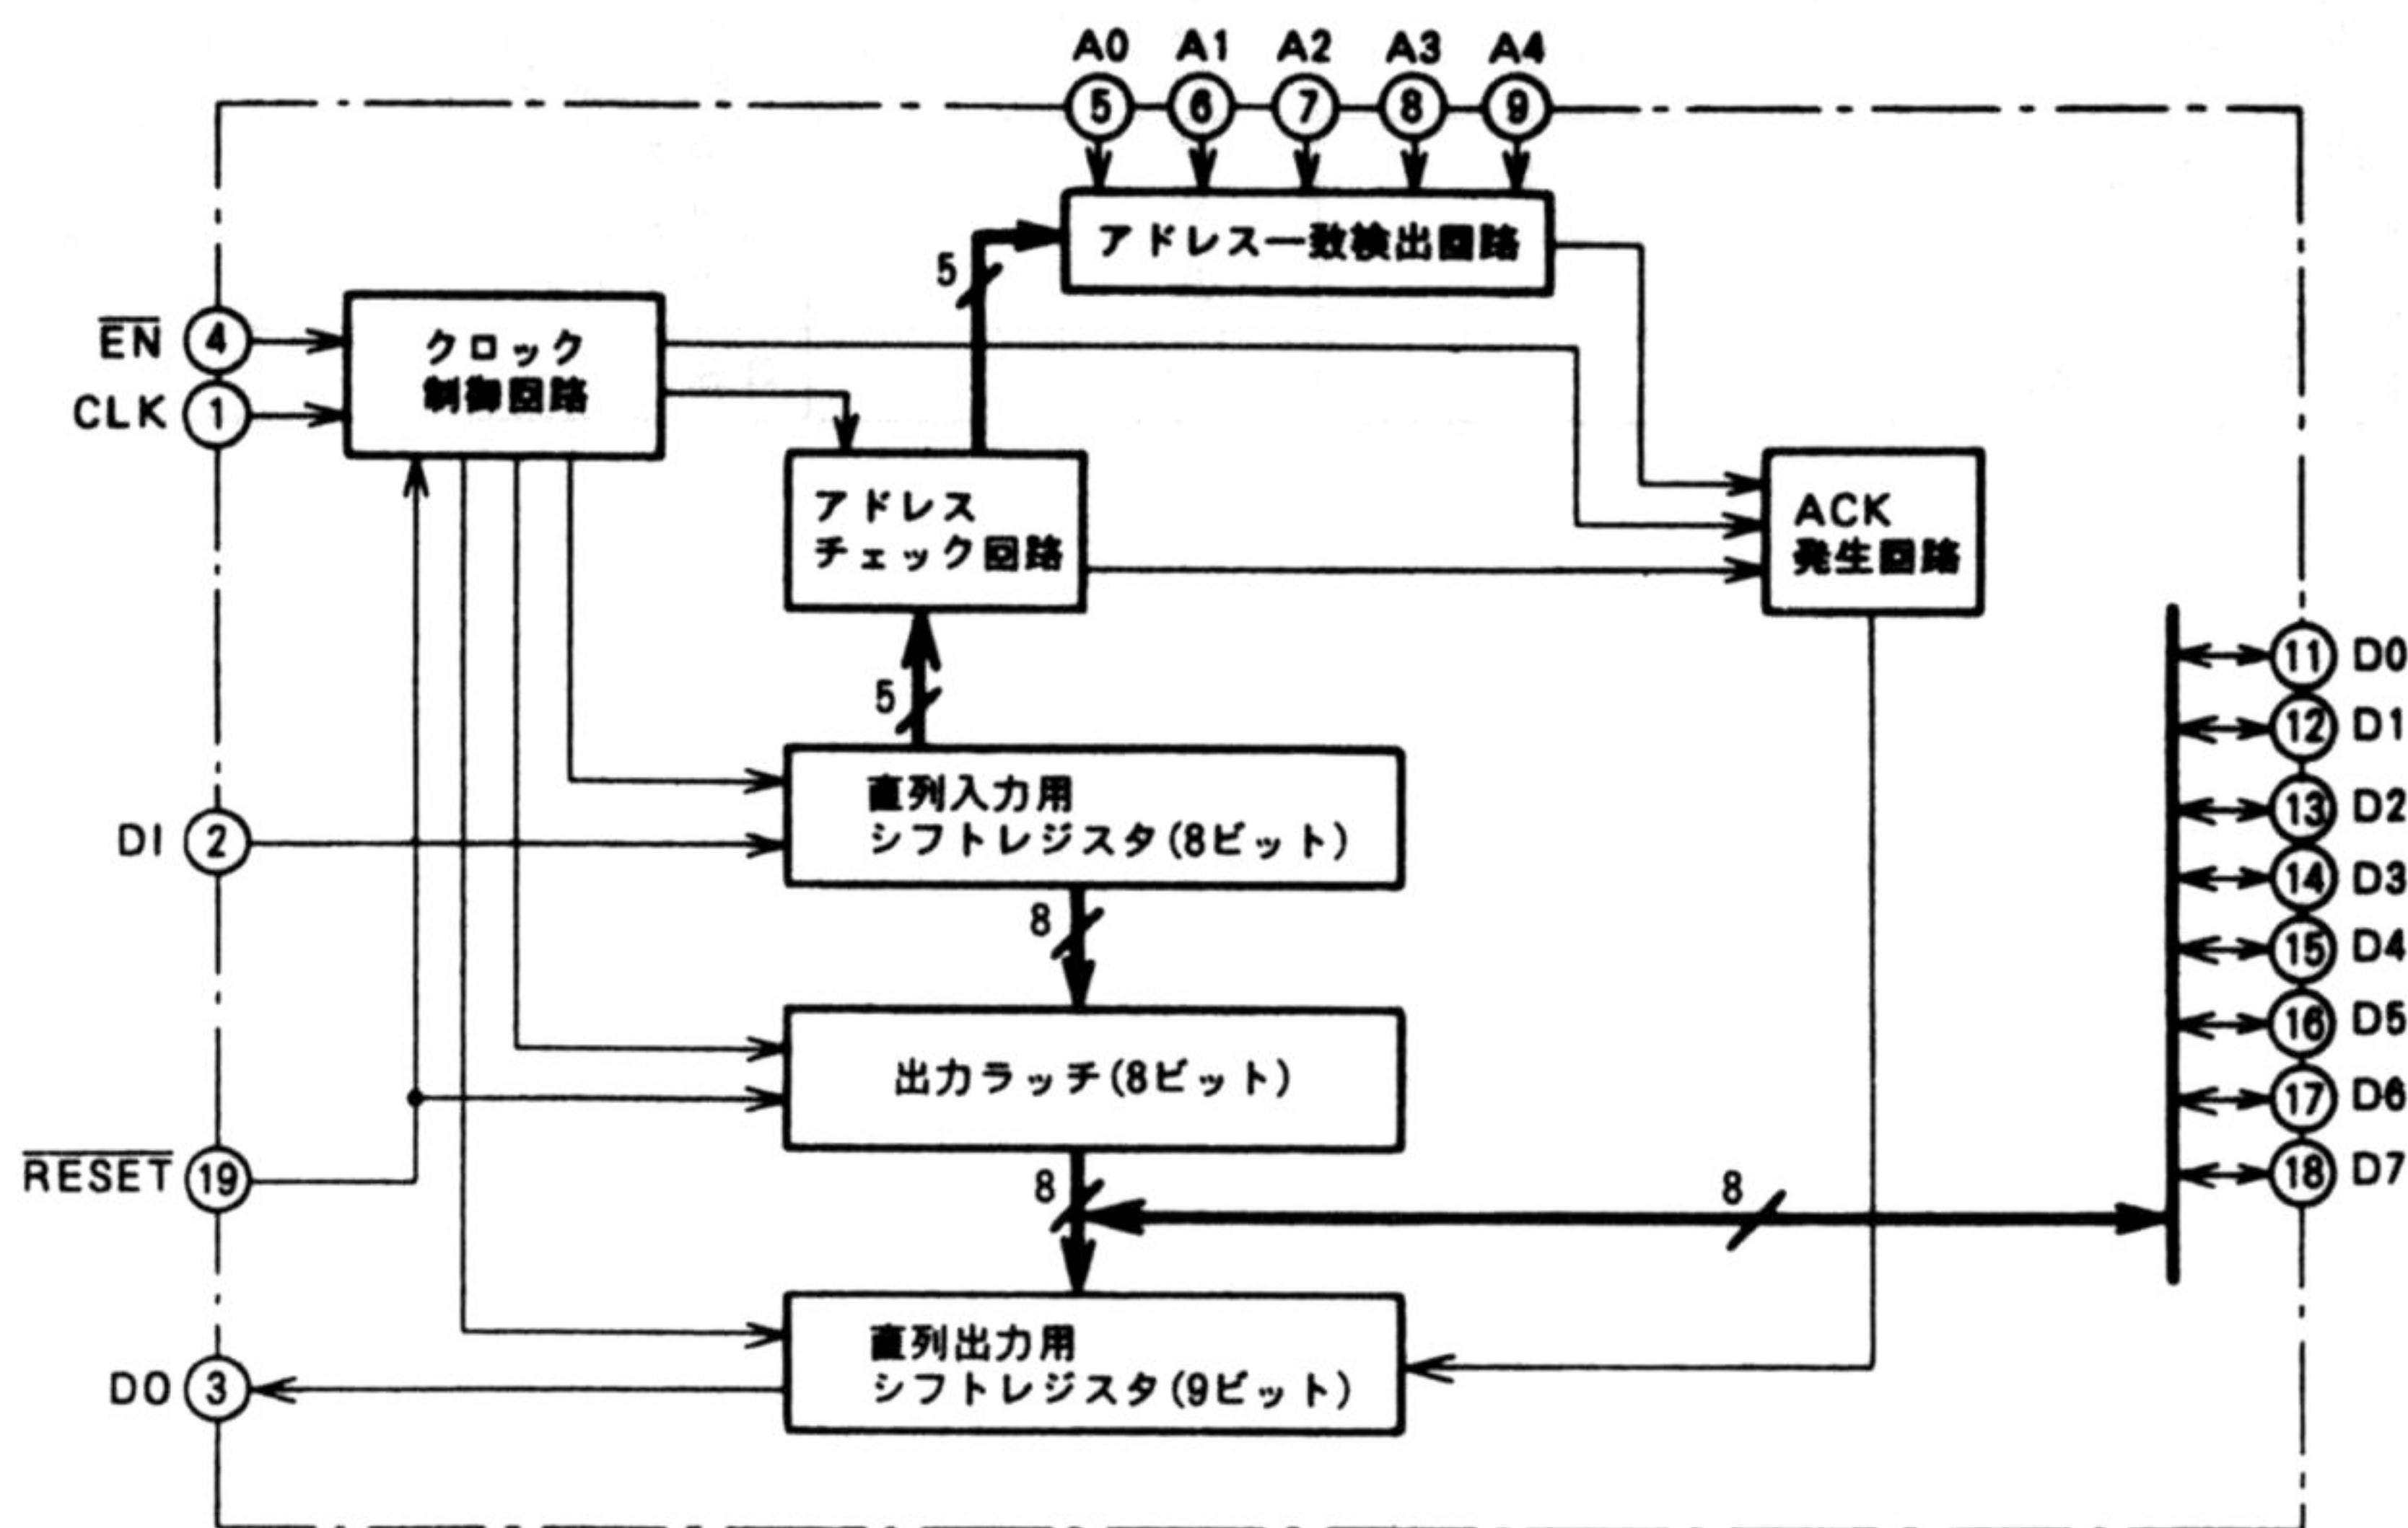 A0 A1 A2 A3 A4
5 6 7 8 9
アドレス一致検出回路
5
EN 4
CLK 1
クロック
制御回路
アドレス
チェック回路
ACK
発生回路
5
DI 2
直列入力用
シフトレジスタ(8ビット)
8
出力ラッチ(8ビット)
RESET 19
8
8
DO 3
直列出力用
シフトレジスタ(9ビット)
11 D0
12 D1
13 D2
14 D3
15 D4
16 D5
17 D6
18 D7